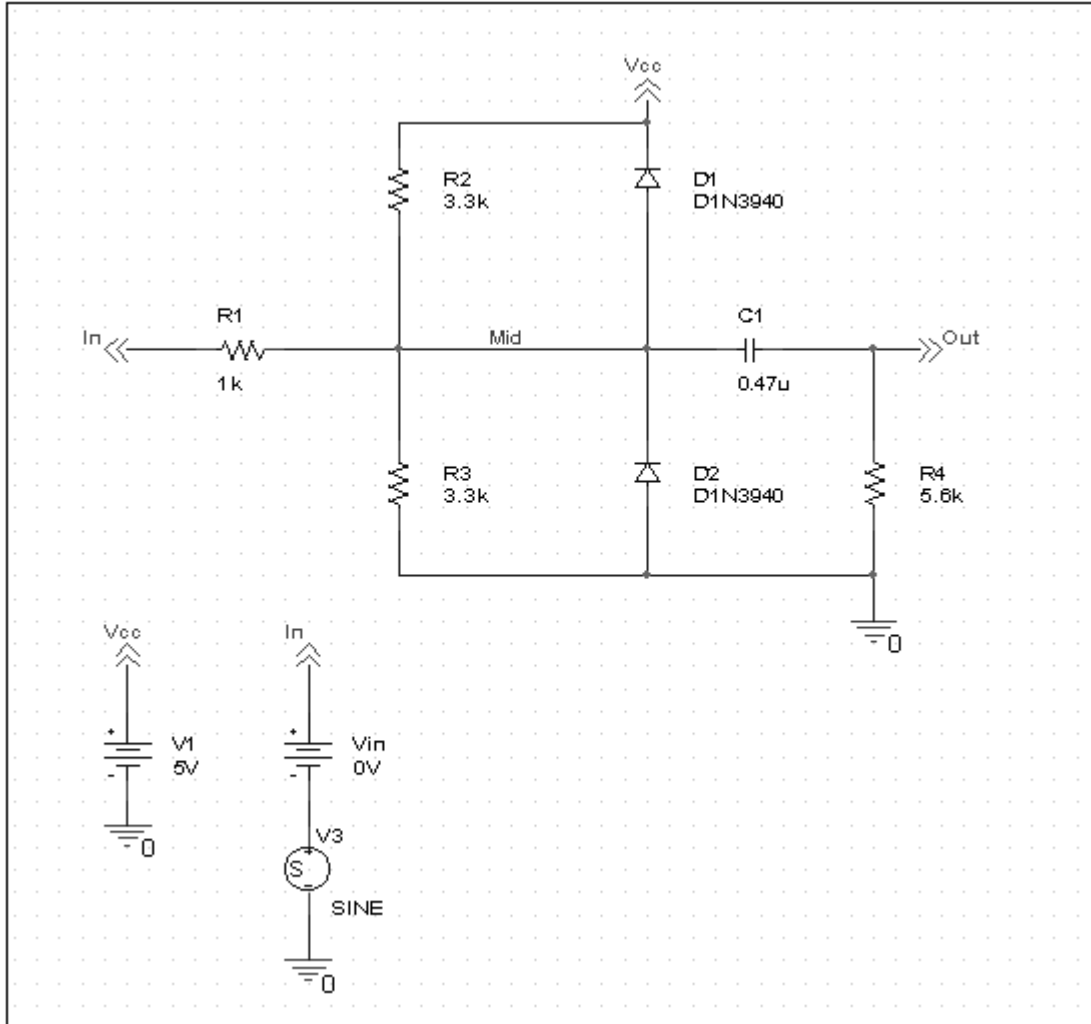 Vcc
R2
3.3k
D1
D1N3940
R1
In
1k
Mid
C1
0.47u
Out
R3
3.3k
D2
D1N3940
R4
5.6k
0
Vcc
In
+
-
V1
5V
+
-
Vin
0V
0
V3
+
S
-
SINE
0